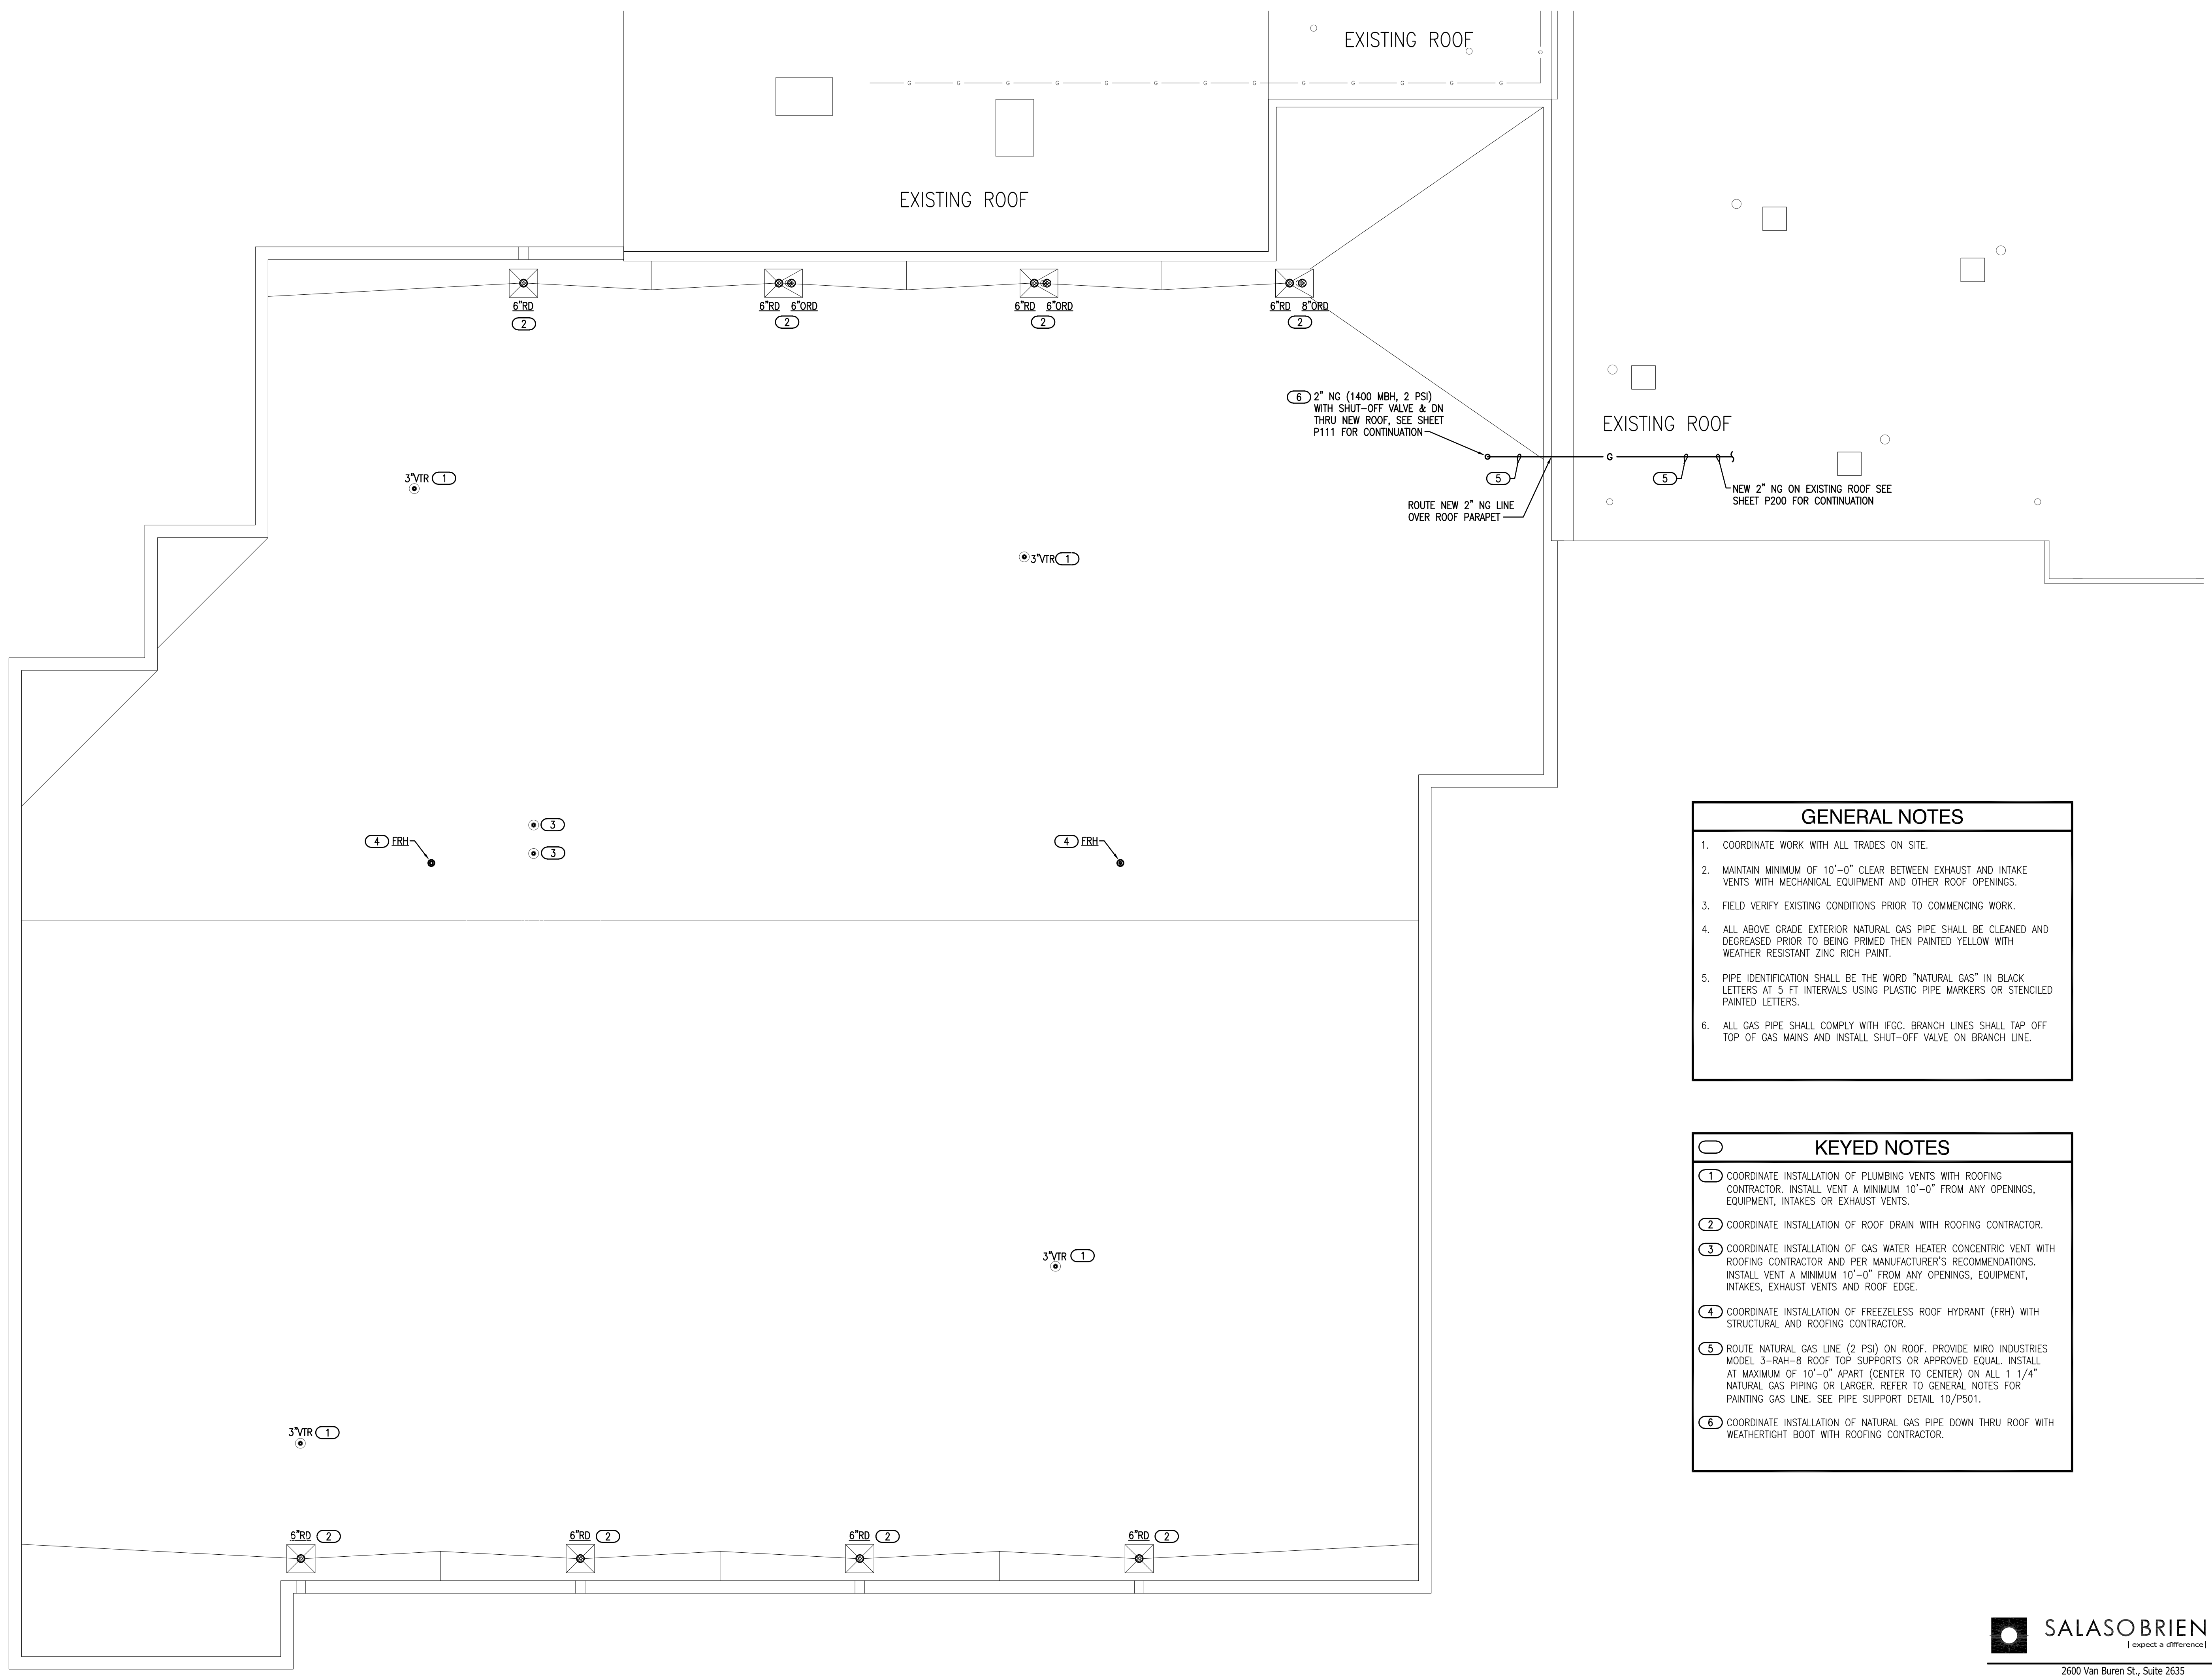 EXISTING ROOF
G G G G G G G G G G G G G
G
EXISTING ROOF
6"RD
2
6"RD 6"ORD
2
6"RD 6"ORD
2
6"RD 8"ORD
2
6 2" NG (1400 MBH, 2 PSI)
WITH SHUT-OFF VALVE & DN
THRU NEW ROOF, SEE SHEET
P111 FOR CONTINUATION
EXISTING ROOF
G
5
5
NEW 2" NG ON EXISTING ROOF SEE
SHEET P200 FOR CONTINUATION
ROUTE NEW 2" NG LINE
OVER ROOF PARAPET
3"VTR 1
3"VTR 1
3
3
4 FRH
4 FRH
3"VTR 1
3"VTR 1
6"RD 2
6"RD 2
6"RD 2
6"RD 2
GENERAL NOTES
1. COORDINATE WORK WITH ALL TRADES ON SITE.
2. MAINTAIN MINIMUM OF 10'-0" CLEAR BETWEEN EXHAUST AND INTAKE
VENTS WITH MECHANICAL EQUIPMENT AND OTHER ROOF OPENINGS.
3. FIELD VERIFY EXISTING CONDITIONS PRIOR TO COMMENCING WORK.
4. ALL ABOVE GRADE EXTERIOR NATURAL GAS PIPE SHALL BE CLEANED AND
DEGREASED PRIOR TO BEING PRIMED THEN PAINTED YELLOW WITH
WEATHER RESISTANT ZINC RICH PAINT.
5. PIPE IDENTIFICATION SHALL BE THE WORD "NATURAL GAS" IN BLACK
LETTERS AT 5 FT INTERVALS USING PLASTIC PIPE MARKERS OR STENCILED
PAINTED LETTERS.
6. ALL GAS PIPE SHALL COMPLY WITH IFGC. BRANCH LINES SHALL TAP OFF
TOP OF GAS MAINS AND INSTALL SHUT-OFF VALVE ON BRANCH LINE.
KEYED NOTES
1 COORDINATE INSTALLATION OF PLUMBING VENTS WITH ROOFING
CONTRACTOR. INSTALL VENT A MINIMUM 10'-0" FROM ANY OPENINGS,
EQUIPMENT, INTAKES OR EXHAUST VENTS.
2 COORDINATE INSTALLATION OF ROOF DRAIN WITH ROOFING CONTRACTOR.
3 COORDINATE INSTALLATION OF GAS WATER HEATER CONCENTRIC VENT WITH
ROOFING CONTRACTOR AND PER MANUFACTURER'S RECOMMENDATIONS.
INSTALL VENT A MINIMUM 10'-0" FROM ANY OPENINGS, EQUIPMENT,
INTAKES, EXHAUST VENTS AND ROOF EDGE.
4 COORDINATE INSTALLATION OF FREEZELESS ROOF HYDRANT (FRH) WITH
STRUCTURAL AND ROOFING CONTRACTOR.
5 ROUTE NATURAL GAS LINE (2 PSI) ON ROOF. PROVIDE MIRO INDUSTRIES
MODEL 3-RAH-8 ROOF TOP SUPPORTS OR APPROVED EQUAL. INSTALL
AT MAXIMUM OF 10'-0" APART (CENTER TO CENTER) ON ALL 1 1/4"
NATURAL GAS PIPING OR LARGER. REFER TO GENERAL NOTES FOR
PAINTING GAS LINE. SEE PIPE SUPPORT DETAIL 10/P501.
6 COORDINATE INSTALLATION OF NATURAL GAS PIPE DOWN THRU ROOF WITH
WEATHERTIGHT BOOT WITH ROOFING CONTRACTOR.
SALASOBRIEN
| expect a difference |
2600 Van Buren St., Suite 2635